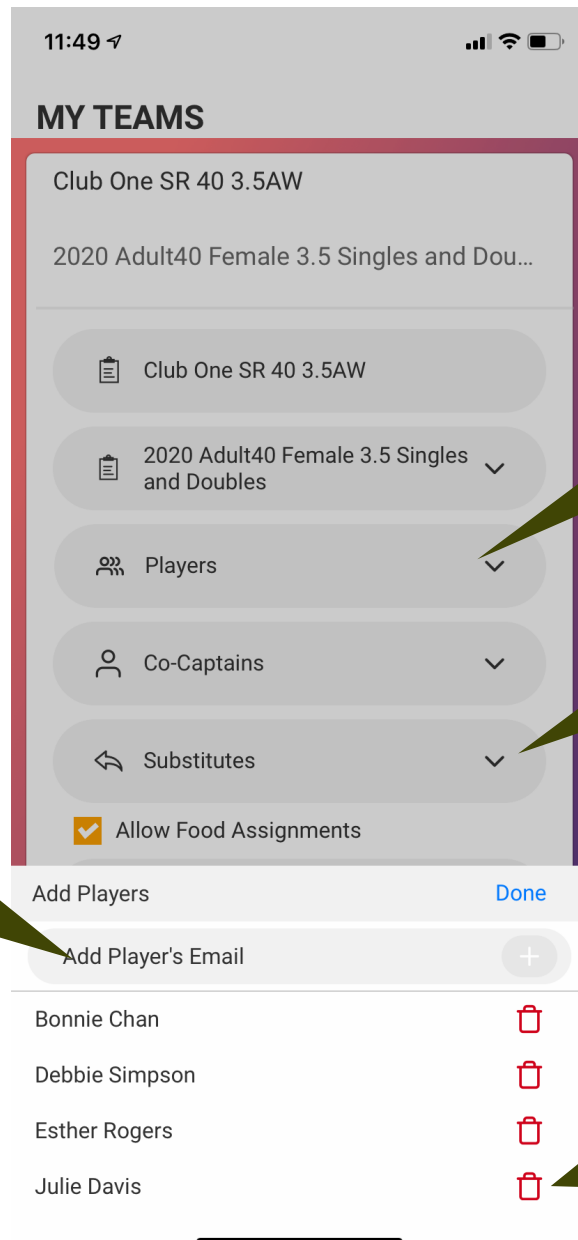 11:49
MY TEAMS
Club One SR 40 3.5AW
2020 Adult40 Female 3.5 Singles and Dou...
Club One SR 40 3.5AW
2020 Adult40 Female 3.5 Singles
and Doubles
Players
Co-Captains
Substitutes
Allow Food Assignments
Add Players Done
Add Player's Email
Bonnie Chan
Debbie Simpson
Esther Rogers
Julie Davis